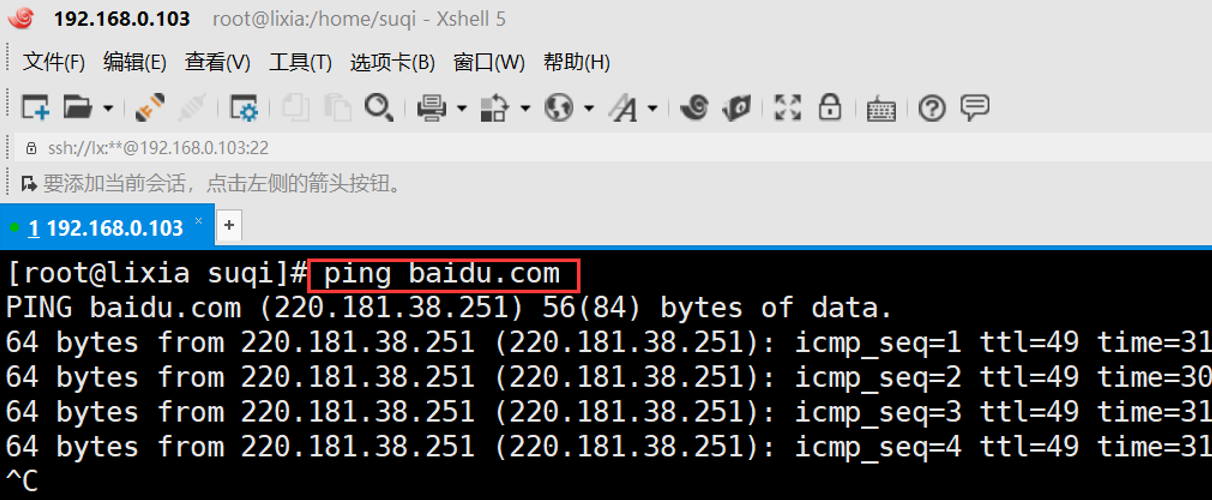 192.168.0.103 root@lixia:/home/suqi - Xshell 5
文件(F) 编辑(E) 查看(V) 工具(T) 选项卡(B) 窗口(W) 帮助(H)
ssh://lx:**@192.168.0.103:22
要添加当前会话，点击左侧的箭头按钮。
1 192.168.0.103 × +
[root@lixia suqi]# ping baidu.com
PING baidu.com (220.181.38.251) 56(84) bytes of data.
64 bytes from 220.181.38.251 (220.181.38.251): icmp_seq=1 ttl=49 time=31
64 bytes from 220.181.38.251 (220.181.38.251): icmp_seq=2 ttl=49 time=30
64 bytes from 220.181.38.251 (220.181.38.251): icmp_seq=3 ttl=49 time=31
64 bytes from 220.181.38.251 (220.181.38.251): icmp_seq=4 ttl=49 time=31
^C